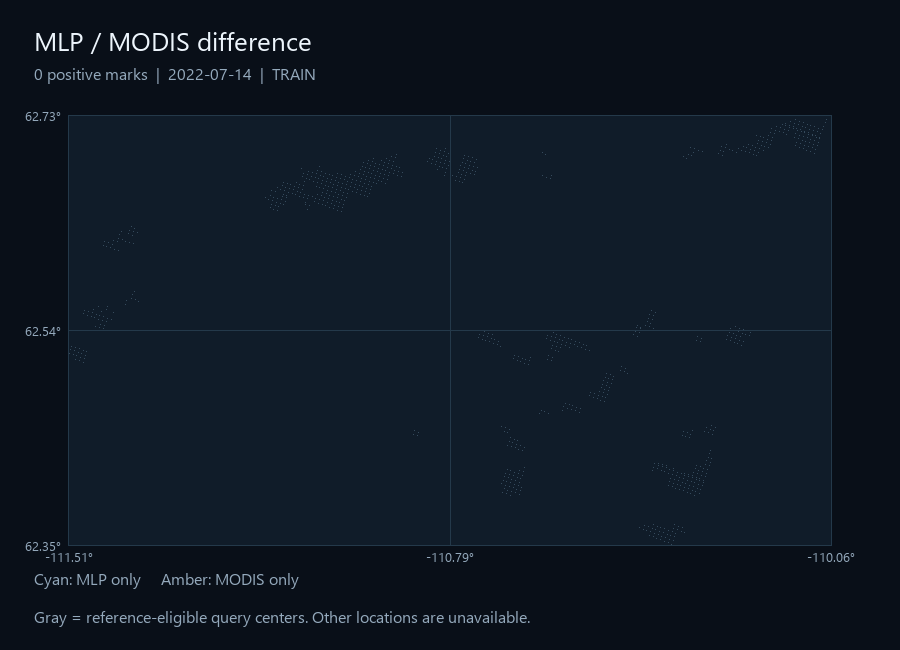 MLP / MODIS difference
0 positive marks | 2022-07-14 | TRAIN
62.73°
62.54°
62.35°
-111.51° -110.79° -110.06°
Cyan: MLP only Amber: MODIS only
Gray = reference-eligible query centers. Other locations are unavailable.